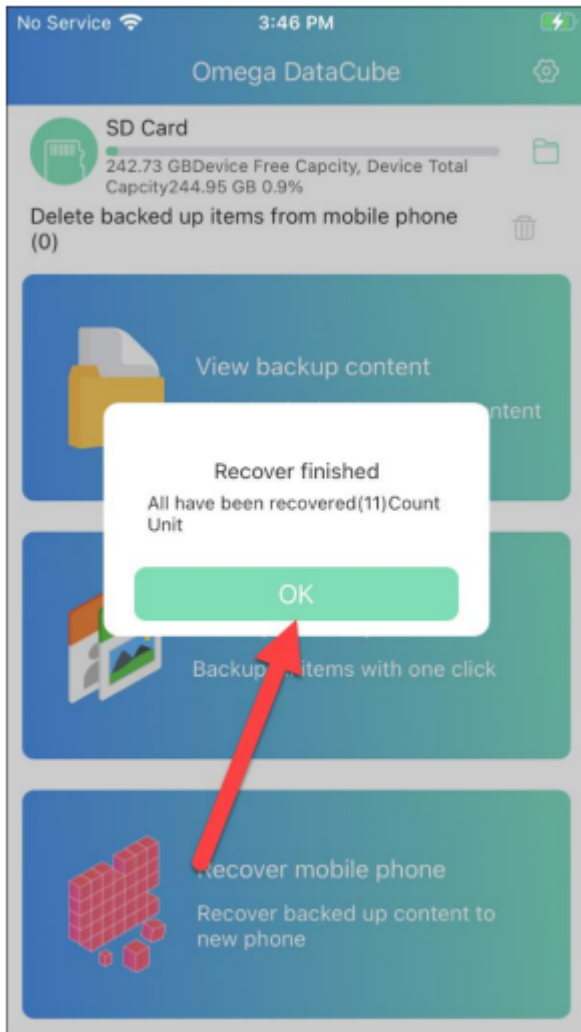 No Service 3:46 PM
Omega DataCube
SD Card
242.73 GBDevice Free Capcity, Device Total
Capcity244.95 GB 0.9%
Delete backed up items from mobile phone
(0)
View backup content
ntent
Recover finished
All have been recovered(11)Count
Unit
OK
Backup items with one click
Recover mobile phone
Recover backed up content to
new phone